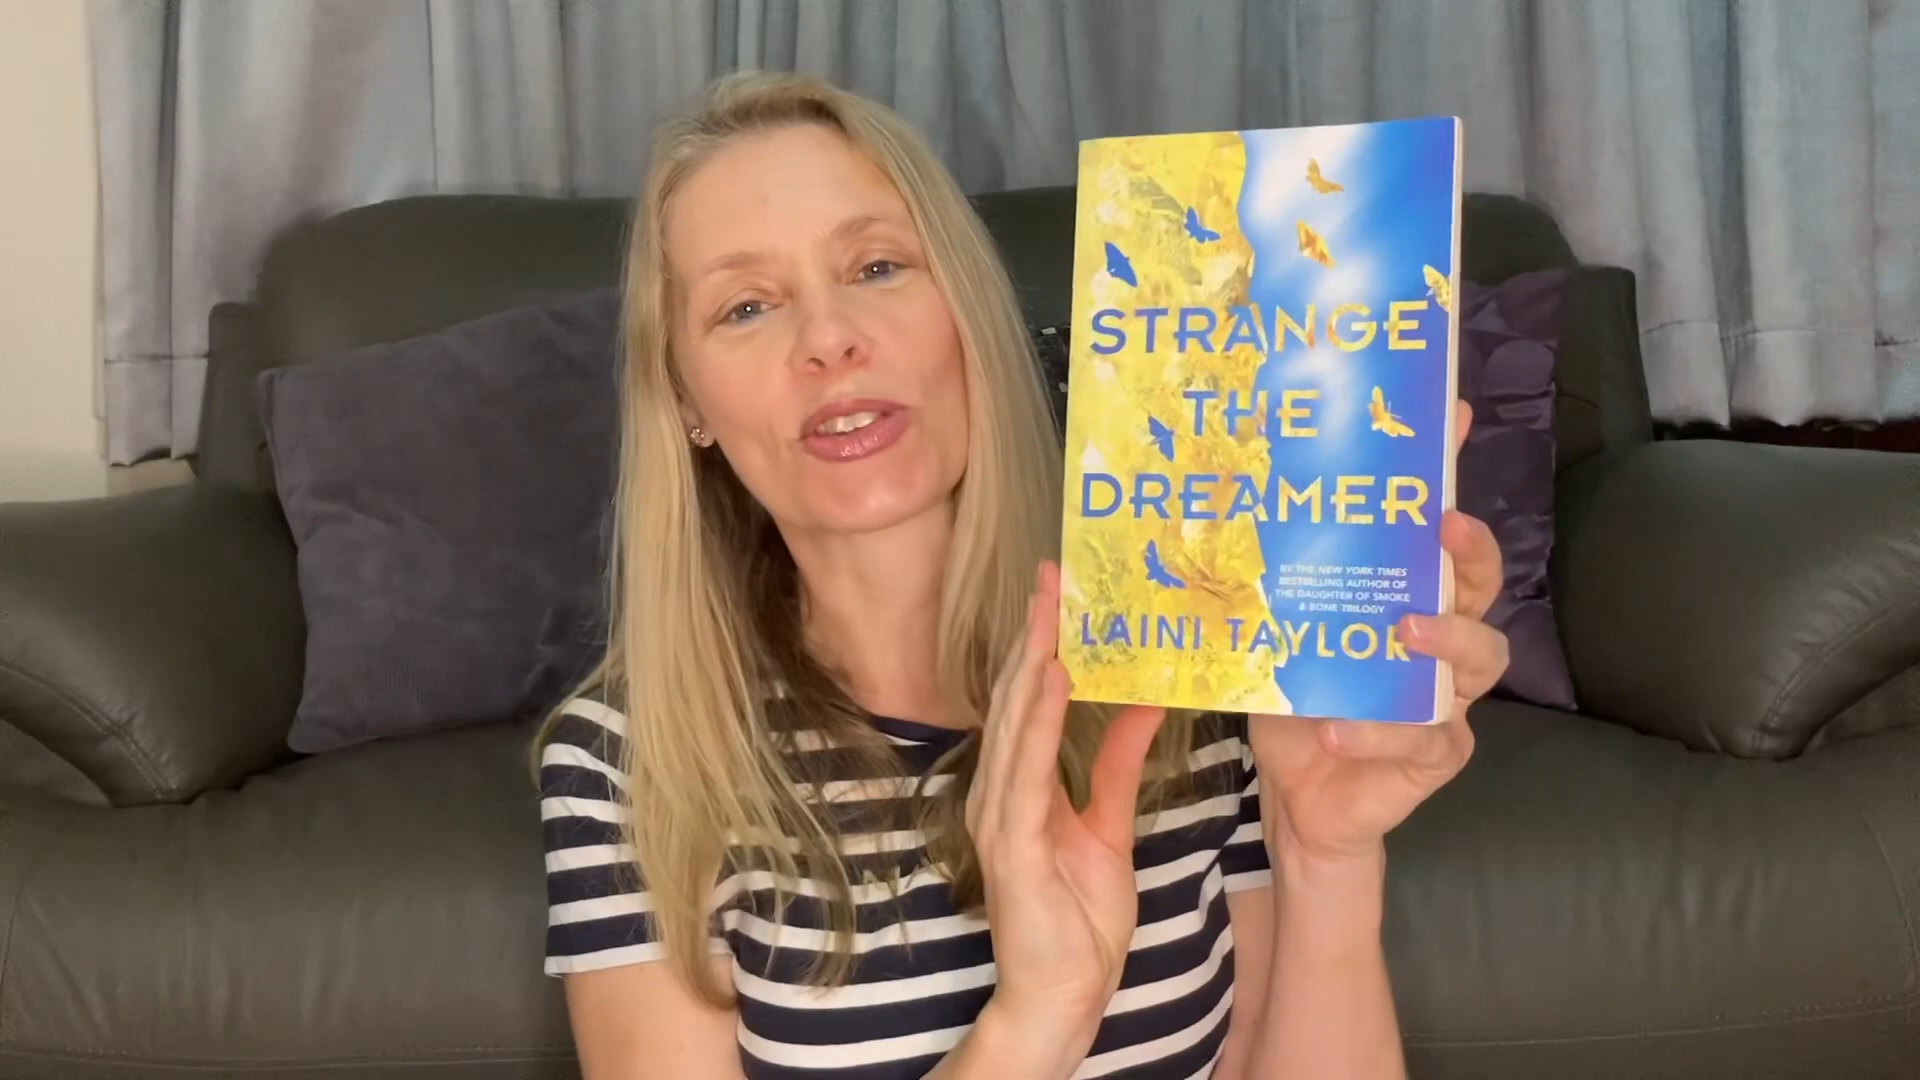 STRANGE
THE
DREAMER
BY THE NEW YORK TIMES
BESTSELLING AUTHOR OF
THE DAUGHTER OF SMOKE
& BONE TRILOGY
LAINI TAYLOR